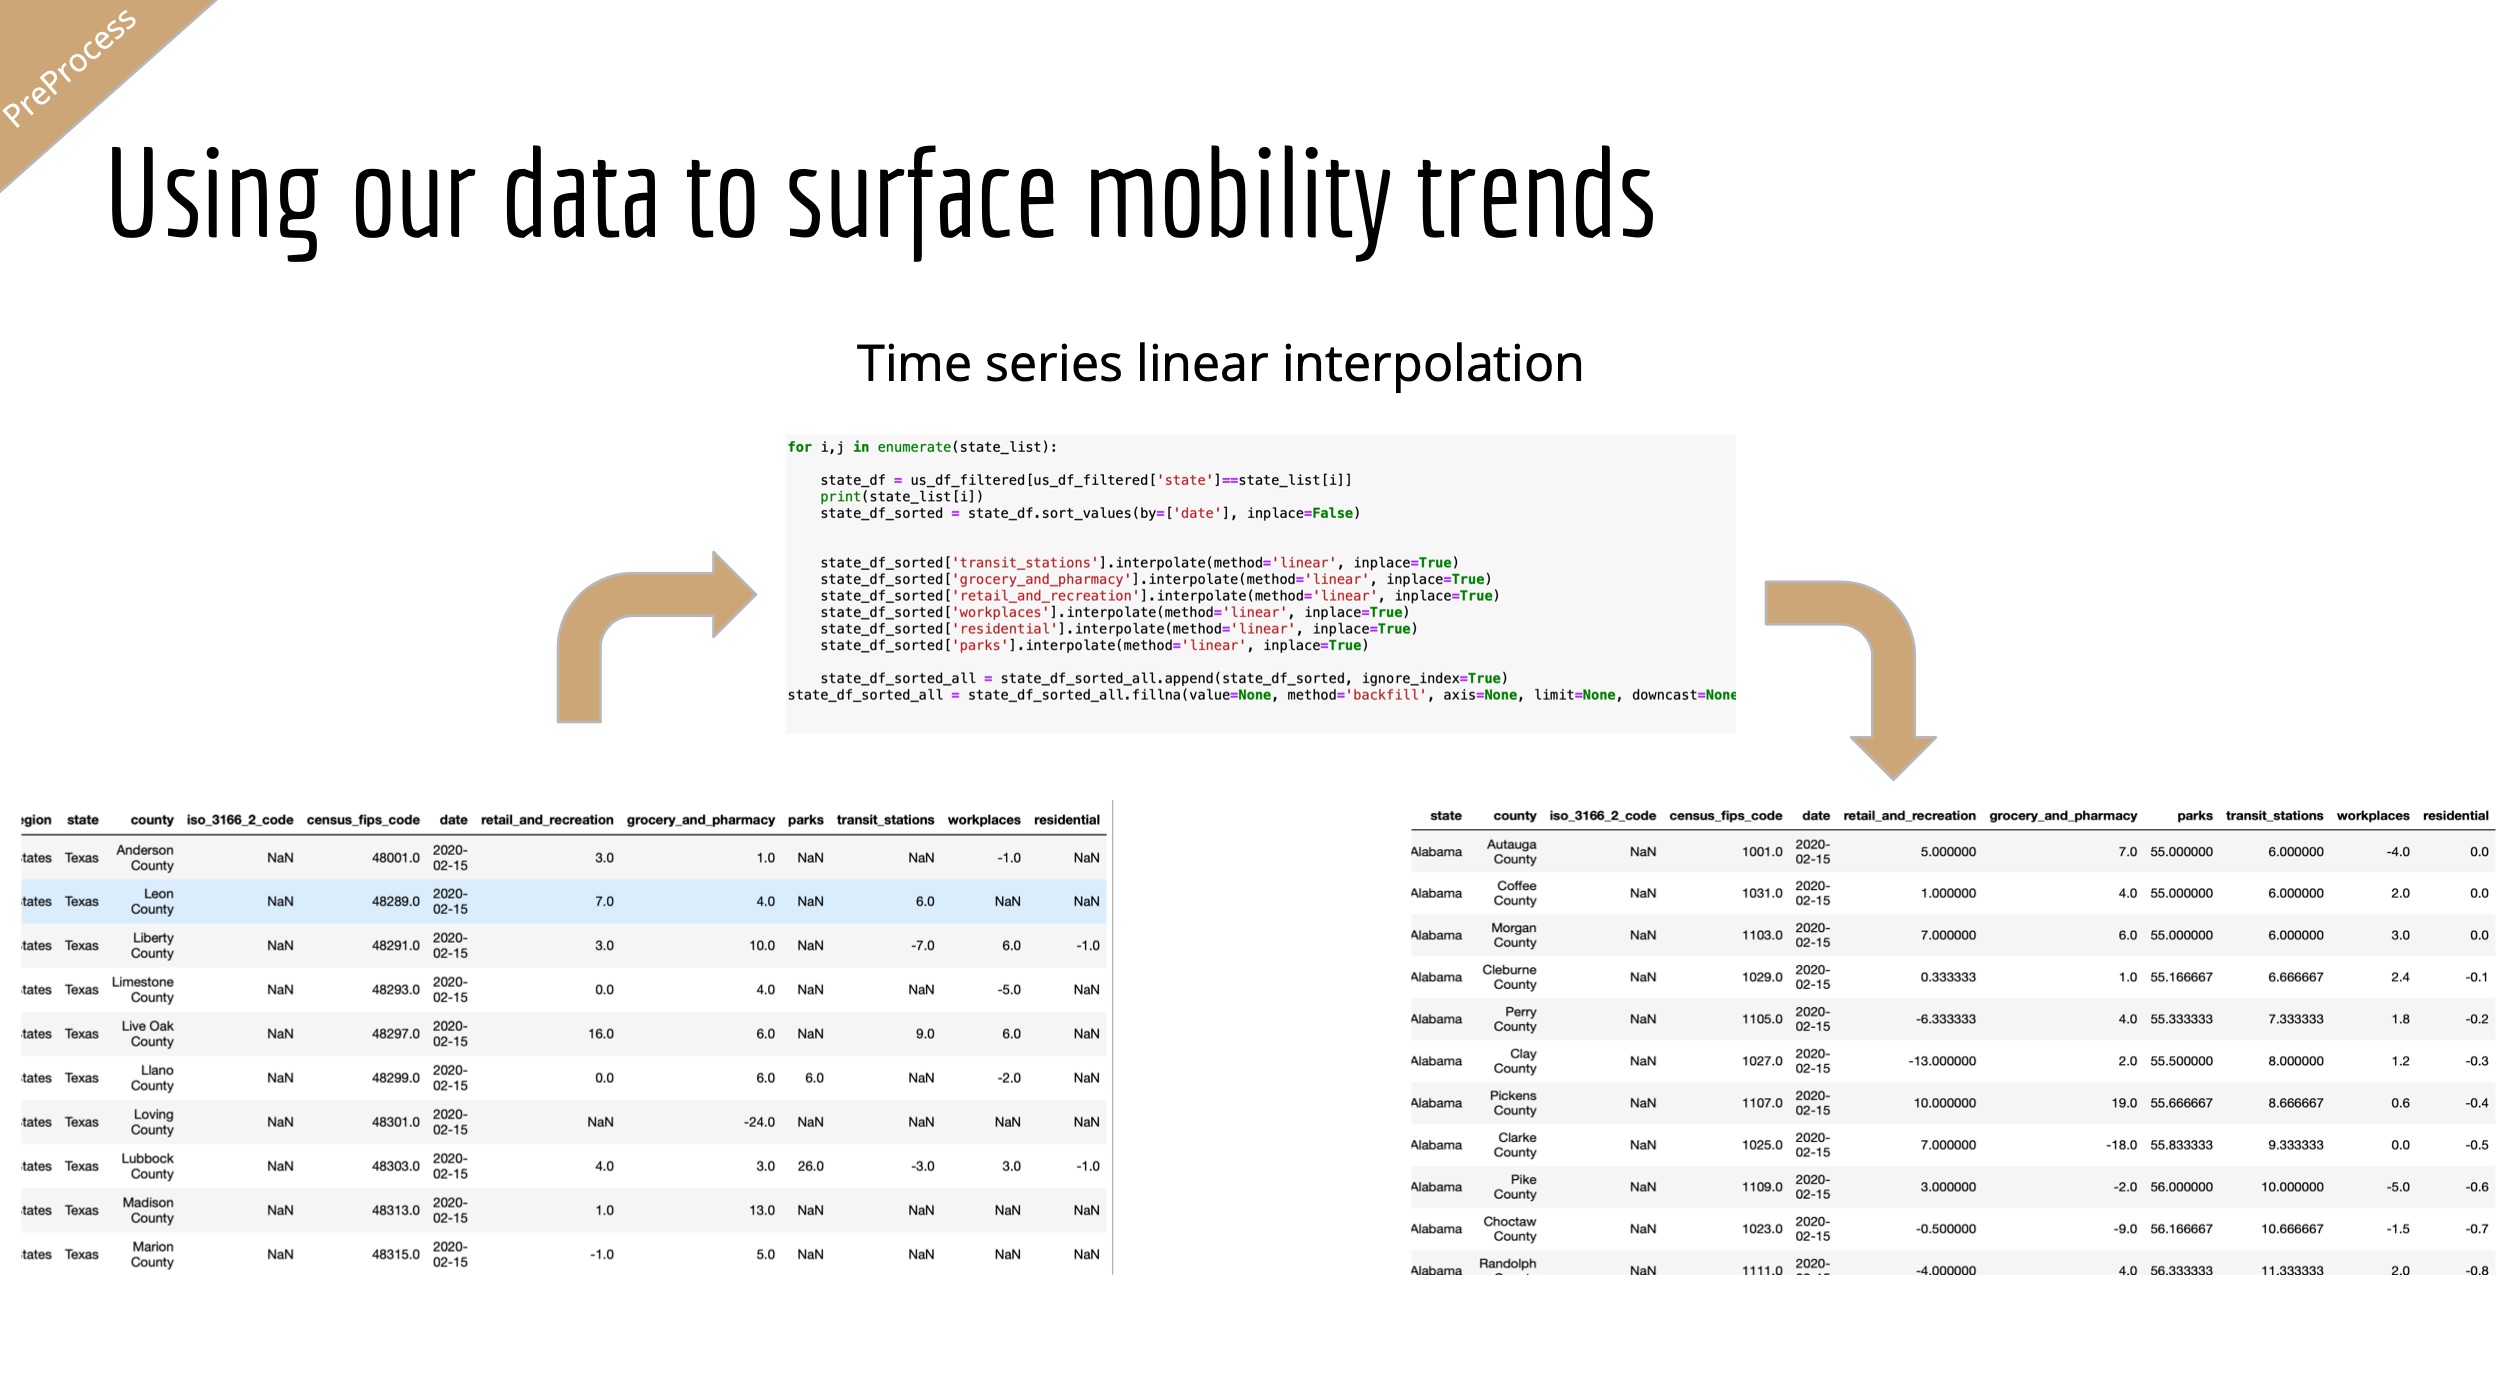 PreProcess
Using our data to surface mobility trends
Time series linear interpolation
for i,j in enumerate(state_list):
state_df = us_df_filtered[us_df_filtered['state']==state_list[i]]
print(state_list[i])
state_df_sorted = state_df.sort_values(by=['date'], inplace=False)
state_df_sorted['transit_stations'].interpolate(method='linear', inplace=True)
state_df_sorted['grocery_and_pharmacy'].interpolate(method='linear', inplace=True)
state_df_sorted['retail_and_recreation'].interpolate(method='linear', inplace=True)
state_df_sorted['workplaces'].interpolate(method='linear', inplace=True)
state_df_sorted['residential'].interpolate(method='linear', inplace=True)
state_df_sorted['parks'].interpolate(method='linear', inplace=True)
state_df_sorted_all = state_df_sorted_all.append(state_df_sorted, ignore_index=True)
state_df_sorted_all = state_df_sorted_all.fillna(value=None, method='backfill', axis=None, limit=None, downcast=None
egion state county iso_3166_2_code census_fips_code date retail_and_recreation grocery_and_pharmacy parks transit_stations workplaces residential
tates Texas Anderson County NaN 48001.0 2020-02-15 3.0 1.0 NaN NaN -1.0 NaN
tates Texas Leon County NaN 48289.0 2020-02-15 7.0 4.0 NaN 6.0 NaN NaN
tates Texas Liberty County NaN 48291.0 2020-02-15 3.0 10.0 NaN -7.0 6.0 -1.0
tates Texas Limestone County NaN 48293.0 2020-02-15 0.0 4.0 NaN NaN -5.0 NaN
tates Texas Live Oak County NaN 48297.0 2020-02-15 16.0 6.0 NaN 9.0 6.0 NaN
tates Texas Llano County NaN 48299.0 2020-02-15 0.0 6.0 6.0 NaN -2.0 NaN
tates Texas Loving County NaN 48301.0 2020-02-15 NaN -24.0 NaN NaN NaN NaN
tates Texas Lubbock County NaN 48303.0 2020-02-15 4.0 3.0 26.0 -3.0 3.0 -1.0
tates Texas Madison County NaN 48313.0 2020-02-15 1.0 13.0 NaN NaN NaN NaN
tates Texas Marion County NaN 48315.0 2020-02-15 -1.0 5.0 NaN NaN NaN NaN
state county iso_3166_2_code census_fips_code date retail_and_recreation grocery_and_pharmacy parks transit_stations workplaces residential
Alabama Autauga County NaN 1001.0 2020-02-15 5.000000 7.0 55.000000 6.000000 -4.0 0.0
Alabama Coffee County NaN 1031.0 2020-02-15 1.000000 4.0 55.000000 6.000000 2.0 0.0
Alabama Morgan County NaN 1103.0 2020-02-15 7.000000 6.0 55.000000 6.000000 3.0 0.0
Alabama Cleburne County NaN 1029.0 2020-02-15 0.333333 1.0 55.166667 6.666667 2.4 -0.1
Alabama Perry County NaN 1105.0 2020-02-15 -6.333333 4.0 55.333333 7.333333 1.8 -0.2
Alabama Clay County NaN 1027.0 2020-02-15 -13.000000 2.0 55.500000 8.000000 1.2 -0.3
Alabama Pickens County NaN 1107.0 2020-02-15 10.000000 19.0 55.666667 8.666667 0.6 -0.4
Alabama Clarke County NaN 1025.0 2020-02-15 7.000000 -18.0 55.833333 9.333333 0.0 -0.5
Alabama Pike County NaN 1109.0 2020-02-15 3.000000 -2.0 56.000000 10.000000 -5.0 -0.6
Alabama Choctaw County NaN 1023.0 2020-02-15 -0.500000 -9.0 56.166667 10.666667 -1.5 -0.7
Alabama Randolph NaN 1111.0 2020- -4.000000 4.0 56.333333 11.333333 2.0 -0.8